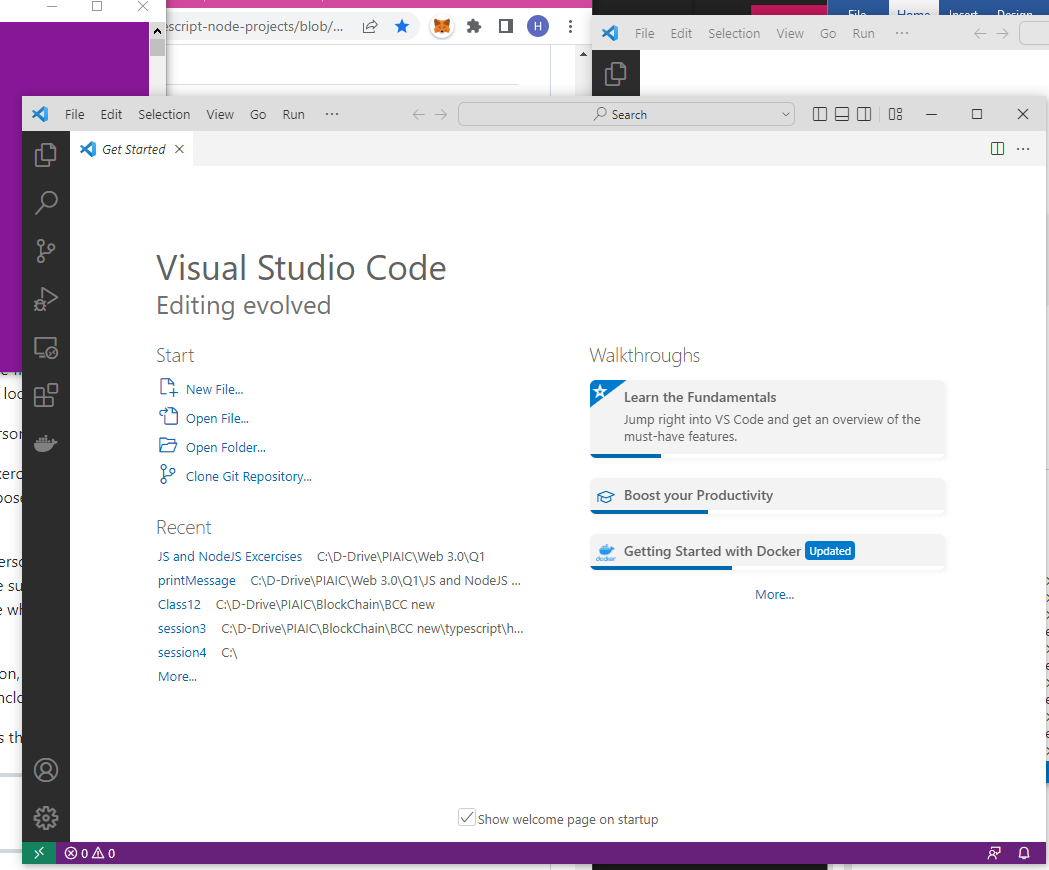 File Home Insert Design
script-node-projects/blob/...
H
File Edit Selection View Go Run ...
File Edit Selection View Go Run ...
Search
Get Started
Visual Studio Code
Editing evolved
Start
New File...
Open File...
Open Folder...
Clone Git Repository...
Recent
JS and NodeJS Excercises C:\D-Drive\PIAIC\Web 3.0\Q1
printMessage C:\D-Drive\PIAIC\Web 3.0\Q1\JS and NodeJS ...
Class12 C:\D-Drive\PIAIC\BlockChain\BCC new
session3 C:\D-Drive\PIAIC\BlockChain\BCC new\typescript\h...
session4 C:\
More...
Walkthroughs
Learn the Fundamentals
Jump right into VS Code and get an overview of the
must-have features.
Boost your Productivity
docker
Getting Started with Docker Updated
More...
Show welcome page on startup
0 0